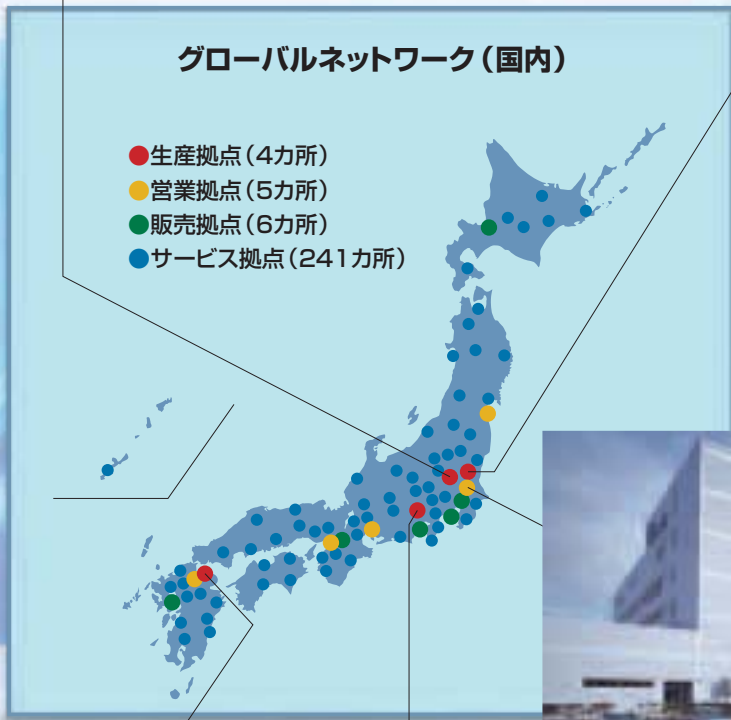 グローバルネットワーク(国内)
生産拠点(4カ所)
営業拠点(5カ所)
販売拠点(6カ所)
サービス拠点(241カ所)